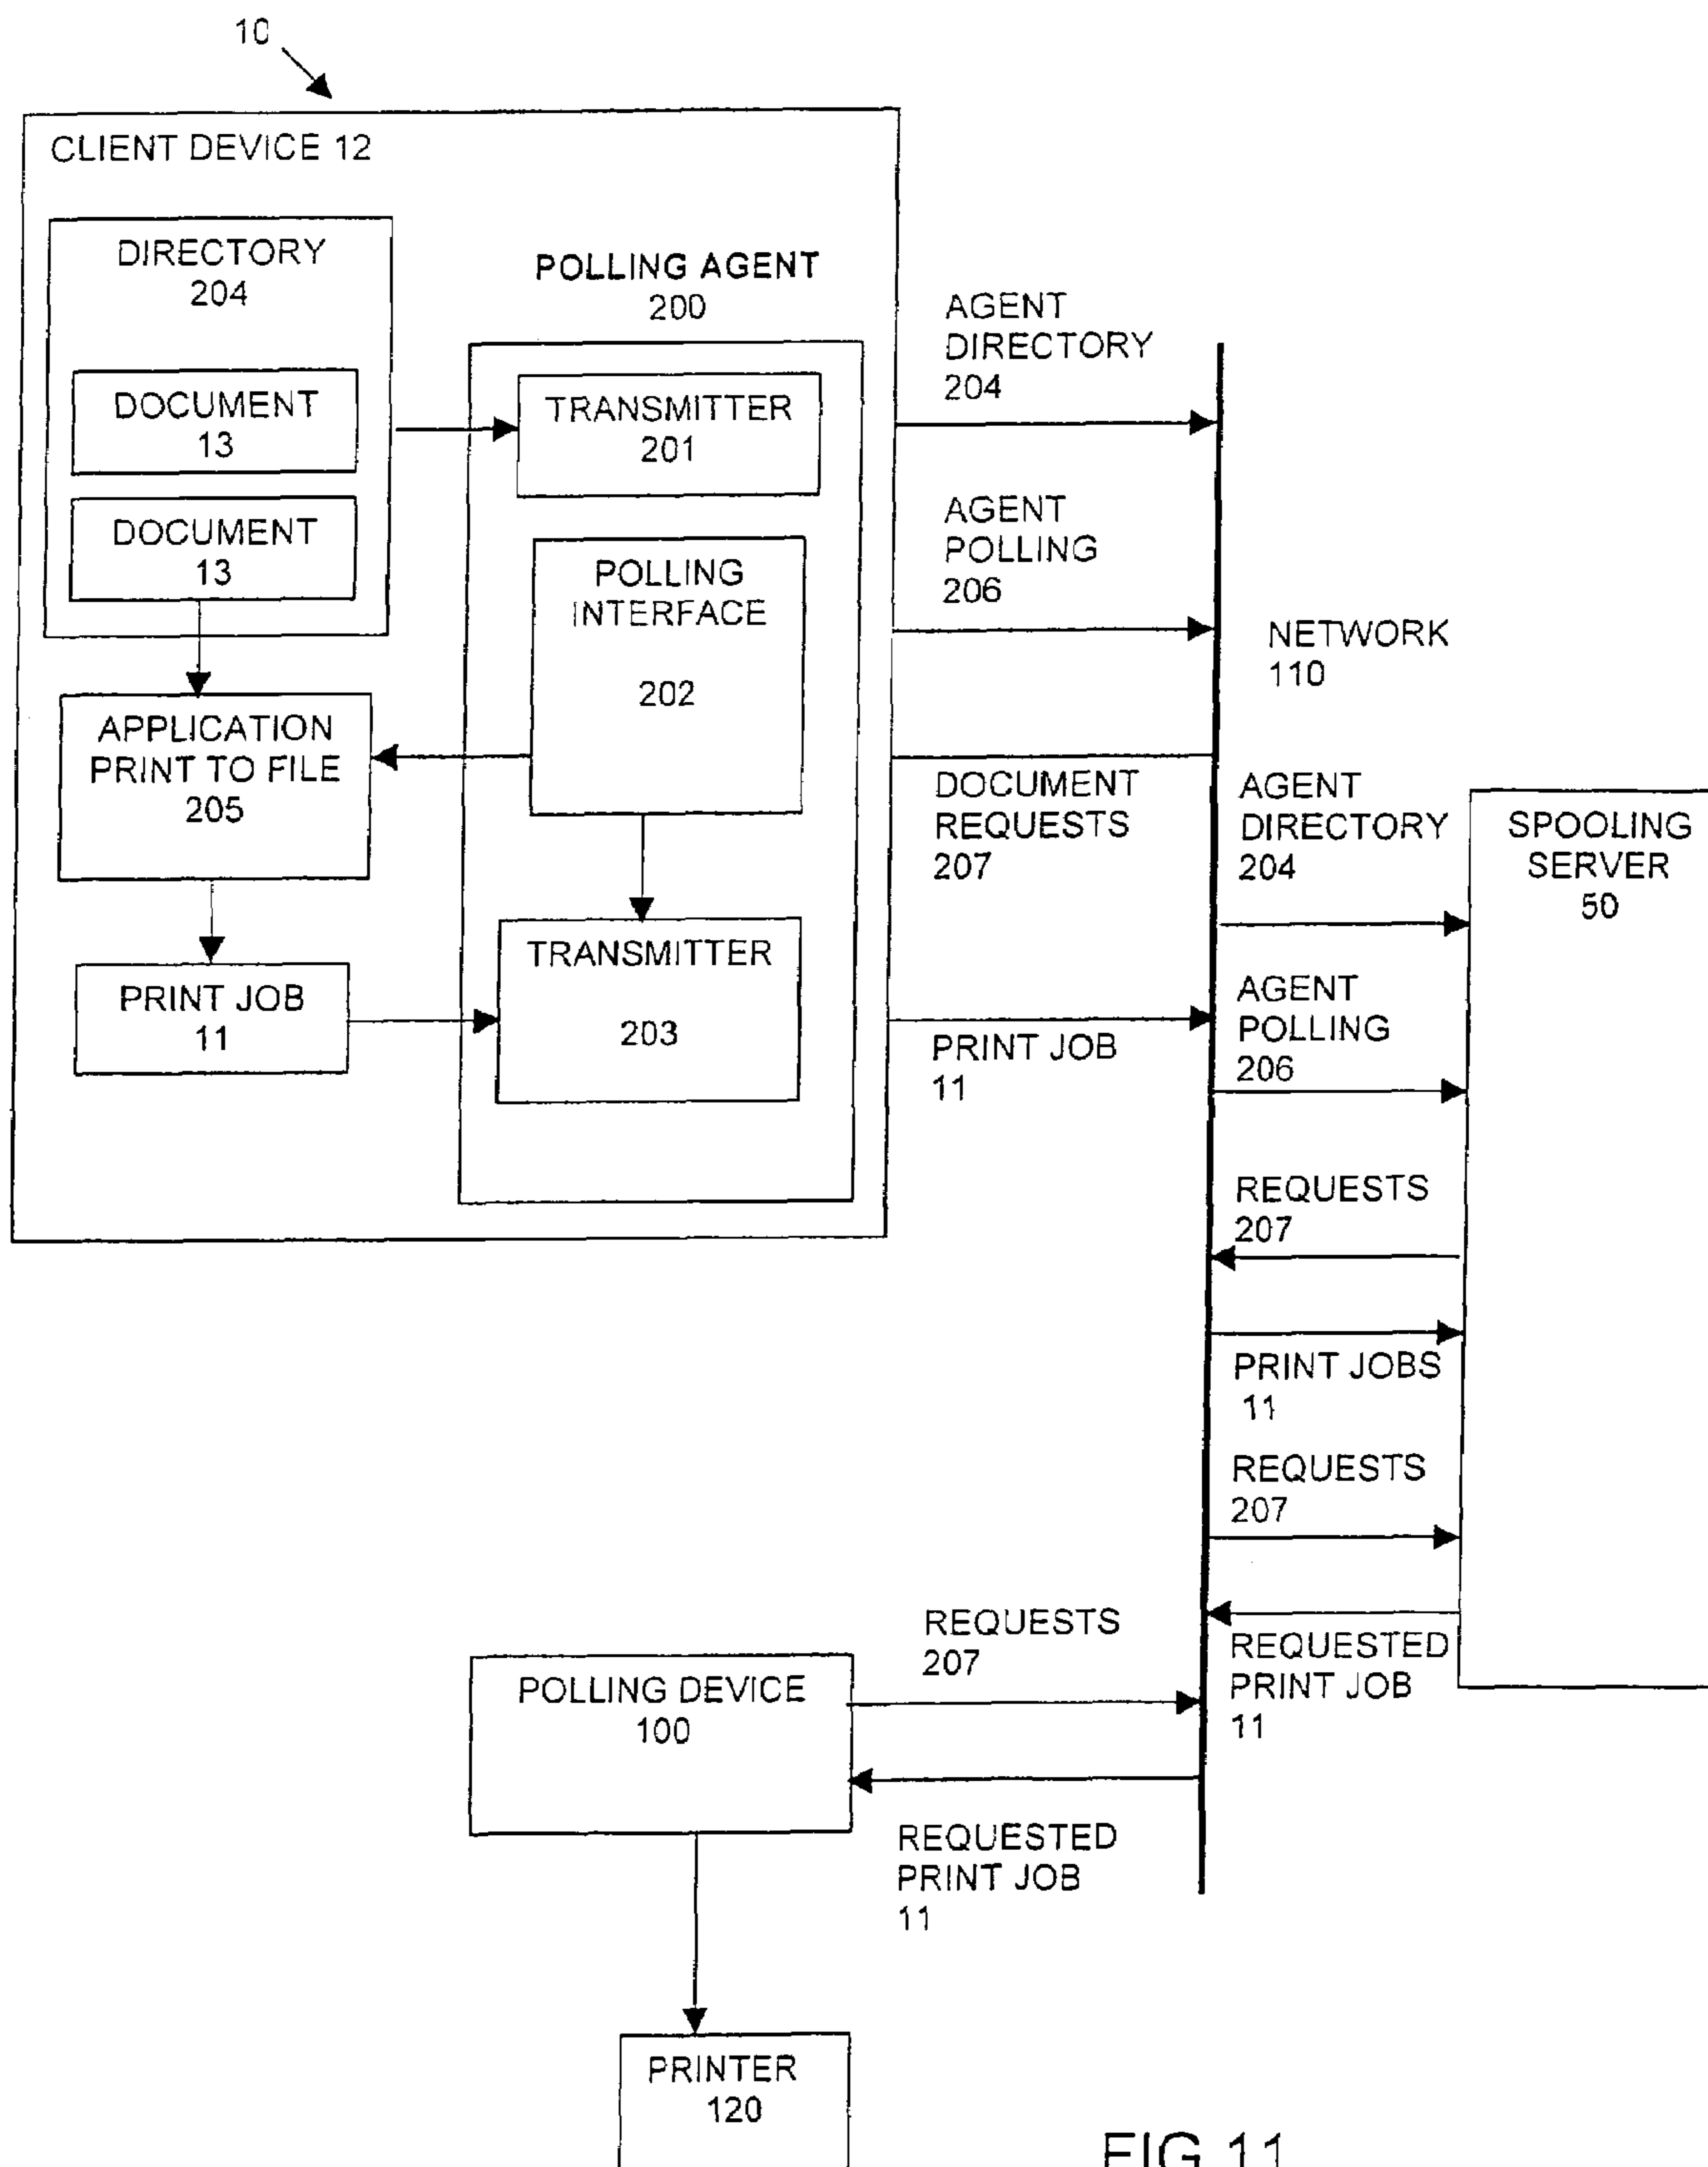 10
CLIENT DEVICE 12
DIRECTORY
204
DOCUMENT
13
DOCUMENT
13
APPLICATION
PRINT TO FILE
205
PRINT JOB
11
POLLING AGENT
200
TRANSMITTER
201
POLLING
INTERFACE
202
TRANSMITTER
203
AGENT
DIRECTORY
204
AGENT
POLLING
206
NETWORK
110
DOCUMENT
REQUESTS
207
PRINT JOB
11
AGENT
DIRECTORY
204
SPOOLING
SERVER
50
AGENT
POLLING
206
REQUESTS
207
PRINT JOBS
11
REQUESTS
207
REQUESTED
PRINT JOB
11
REQUESTS
207
POLLING DEVICE
100
REQUESTED
PRINT JOB
11
PRINTER
120
FIG 11